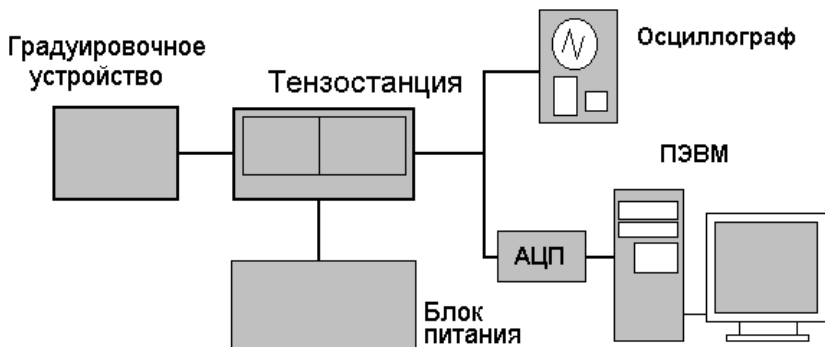 Градуировочное
устройство
Тензостанция
Осциллограф
ПЭВМ
АЦП
Блок
питания